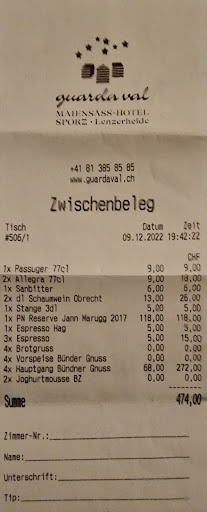 guarda val
MAIENSÄSS-HOTEL
SPORZ · Lenzerheide
+41 81 385 85 85
www.guardaval.ch
Zwischenbeleg
Tisch Datum Zeit
#506/1 09.12.2022 19:42:22
CHF
1x Passuger 77cl 9,00 9,00
2x Allegra 77cl 9,00 18,00
1x Sanbitter 6,00 6,00
2x dl Schaumwein Obrecht 13,00 26,00
1x Stange 3dl 5,00 5,00
1x PN Reserve Jann Marugg 2017 118,00 118,00
1x Espresso Hag 5,00 5,00
3x Espresso 5,00 15,00
4x Brotgruss 0,00 0,00
4x Vorspeise Bünder Gnuss 0,00 0,00
4x Hauptgang Bündner Gnuss 68,00 272,00
2x Joghurtmousse BZ 0,00 0,00
Summe 474,00
Zimmer-Nr.:
Name:
Unterschrift:
Tip: